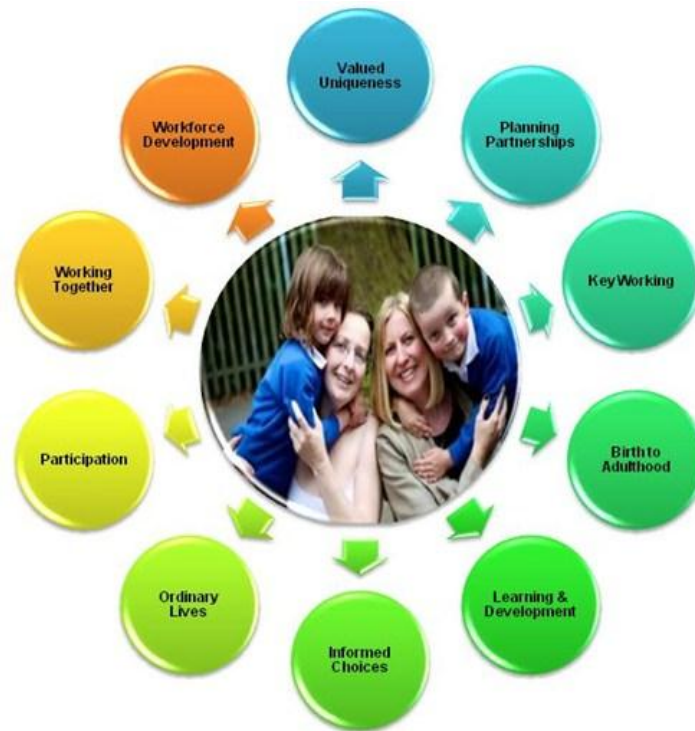 Valued
Uniqueness
Planning
Partnerships
Key Working
Birth to
Adulthood
Learning &
Development
Informed
Choices
Ordinary
Lives
Participation
Working
Together
Workforce
Development